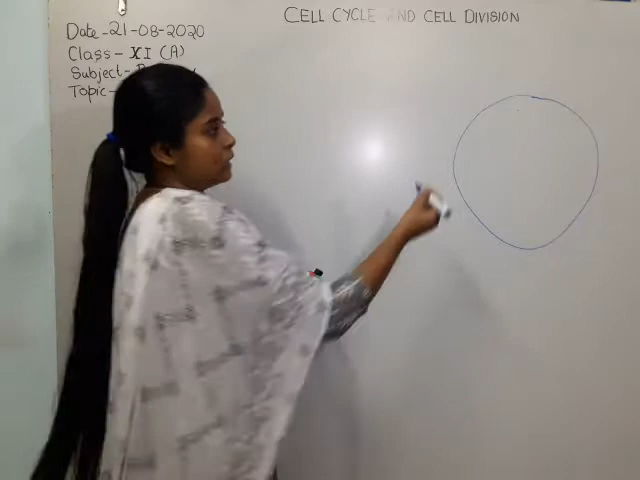 CELL CYCLE AND CELL DIVISION
Date-21-08-2020
Class- XI (A)
Subject-
Topic-